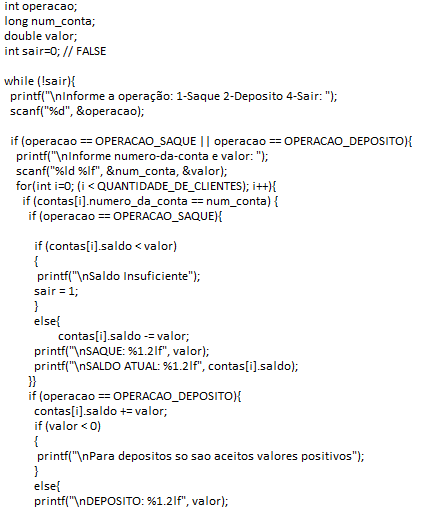 int operacao;
long num_conta;
double valor;
int sair=0; // FALSE
while (!sair){
printf("\nInforme a operação: 1-Saque 2-Deposito 4-Sair: ");
scanf("%d", &operacao);
if (operacao == OPERACAO_SAQUE || operacao == OPERACAO_DEPOSITO){
printf("\nInforme numero-da-conta e valor: ");
scanf("%ld %lf", &num_conta, &valor);
for(int i=0; (i < QUANTIDADE_DE_CLIENTES); i++){
if (contas[i].numero_da_conta == num_conta) {
if (operacao == OPERACAO_SAQUE){
if (contas[i].saldo < valor)
{
printf("\nSaldo Insuficiente");
sair = 1;
}
else{
contas[i].saldo -= valor;
printf("\nSAQUE: %1.2lf", valor);
printf("\nSALDO ATUAL: %1.2lf", contas[i].saldo);
}}
if (operacao == OPERACAO_DEPOSITO){
contas[i].saldo += valor;
if (valor < 0)
{
printf("\nPara depositos so sao aceitos valores positivos");
}
else{
printf("\nDEPOSITO: %1.2lf", valor);